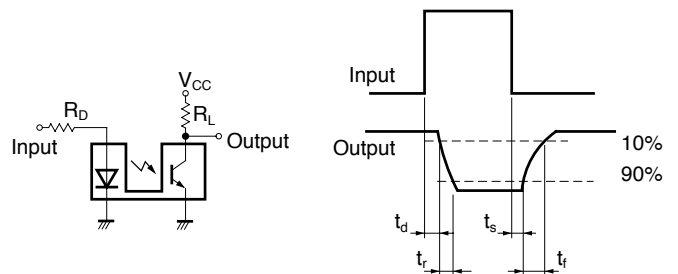 V_CC
R_D
R_L
Input
Output
Input
Output
10%
90%
t_d
t_s
t_r
t_f